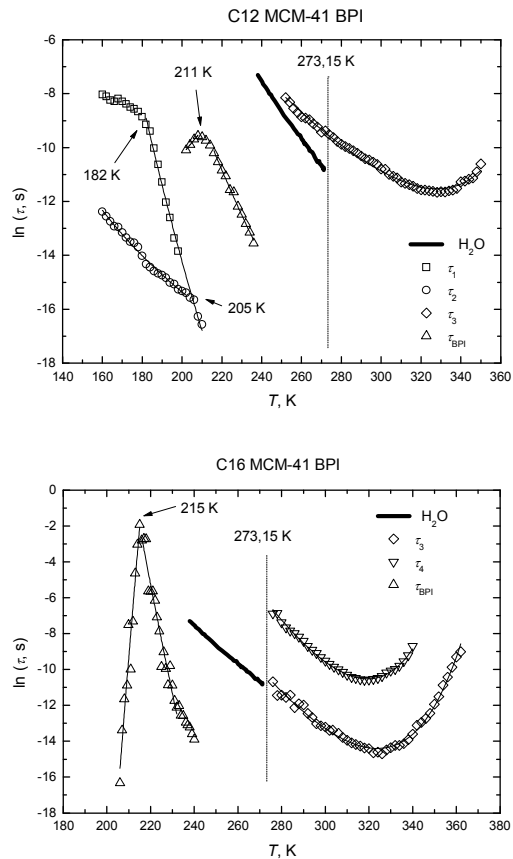 C12 MCM-41 BPI
-6
-8
-10
-12
-14
-16
-18
ln (τ, s)
211 K
273,15 K
182 K
205 K
H₂O
τ₁
τ₂
τ₃
τBPI
140 160 180 200 220 240 260 280 300 320 340 360
T, K
C16 MCM-41 BPI
0
-2
-4
-6
-8
-10
-12
-14
-16
-18
ln (τ, s)
215 K
273,15 K
H₂O
τ₃
τ₄
τBPI
180 200 220 240 260 280 300 320 340 360 380
T, K